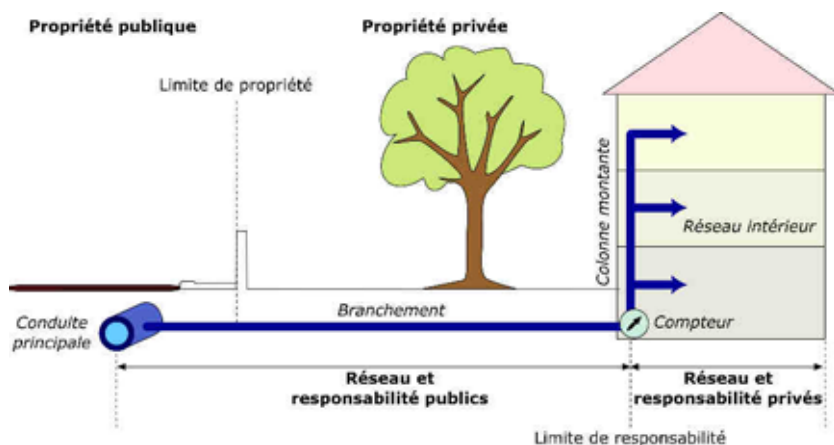 Propriété publique
Propriété privée
Limite de propriété
Colonne montante
Réseau intérieur
Branchement
Conduite
principale
Compteur
Réseau et
responsabilité publics
Réseau et
responsabilité privés
Limite de responsabilité